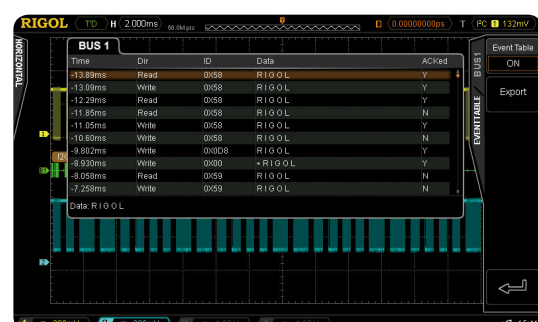 RIGOL T'D H 2.000ms 56.0M pts D 0.00000000ps T 132mV
HORIZONTAL
BUS 1
Time Dir ID Data ACKed
-13.89ms Read 0X58 R I G O L Y
-13.09ms Write 0X58 R I G O L Y
-12.29ms Read 0X58 R I G O L Y
-11.85ms Read 0X58 R I G O L N
-11.05ms Write 0X58 R I G O L Y
-10.60ms Write 0X58 R I G O L N
-9.802ms Write 0X0D8 R I G O L Y
-8.930ms Write 0X00 R I G O L Y
-8.058ms Read 0X59 R I G O L N
-7.258ms Write 0X59 R I G O L N
Data: R I G O L
BUS1
EVENTTABLE
Event Table
ON
Export